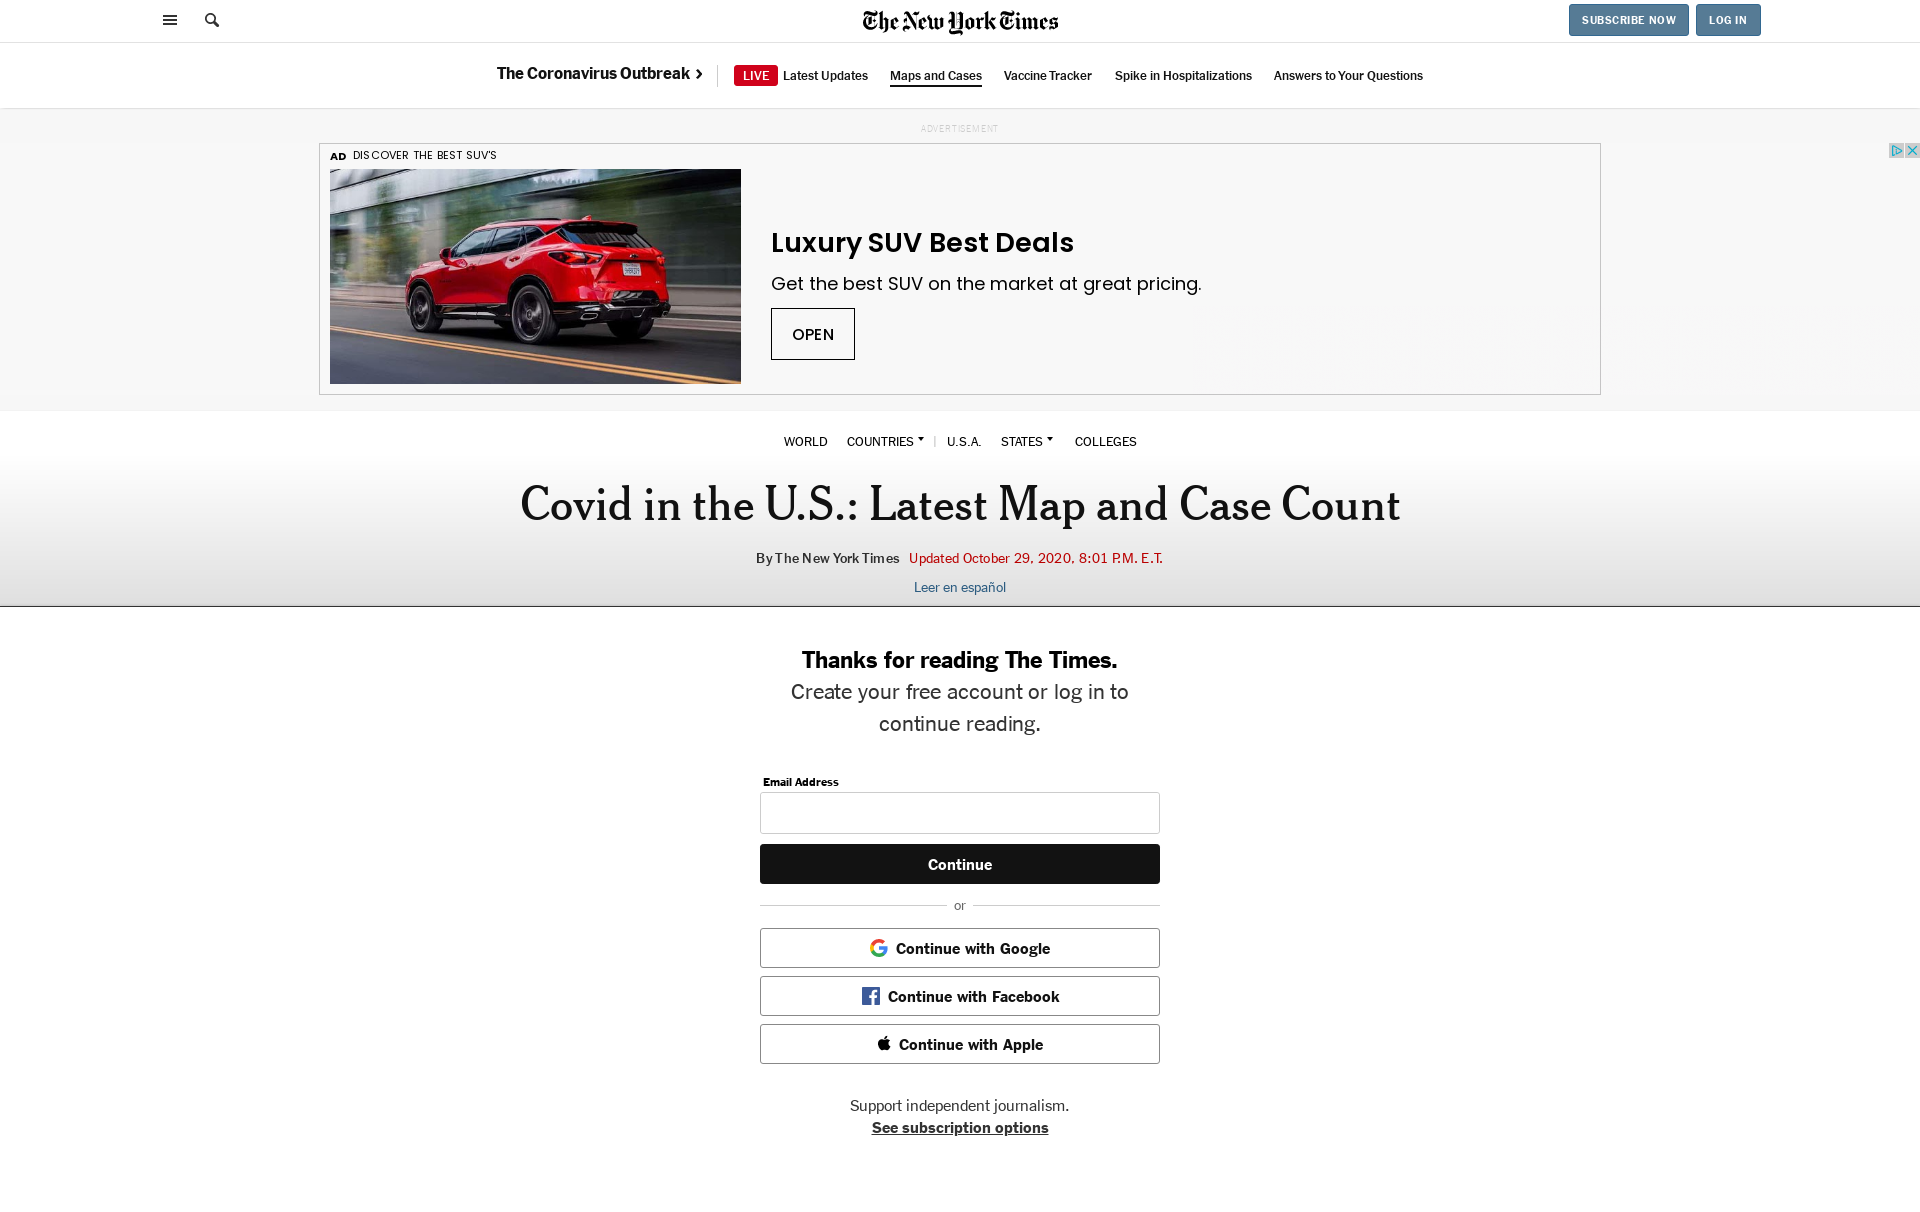 The New York Times
SUBSCRIBE NOW
LOG IN
The Coronavirus Outbreak
LIVE Latest Updates
Maps and Cases
Vaccine Tracker
Spike in Hospitalizations
Answers to Your Questions
ADVERTISEMENT
AD DISCOVER THE BEST SUV'S
Luxury SUV Best Deals
Get the best SUV on the market at great pricing.
OPEN
WORLD
COUNTRIES
U.S.A.
STATES
COLLEGES
Covid in the U.S.: Latest Map and Case Count
By The New York Times Updated October 29, 2020, 8:01 P.M. E.T.
Leer en español
Thanks for reading The Times.
Create your free account or log in to
continue reading.
Email Address
Continue
or
Continue with Google
Continue with Facebook
Continue with Apple
Support independent journalism.
See subscription options